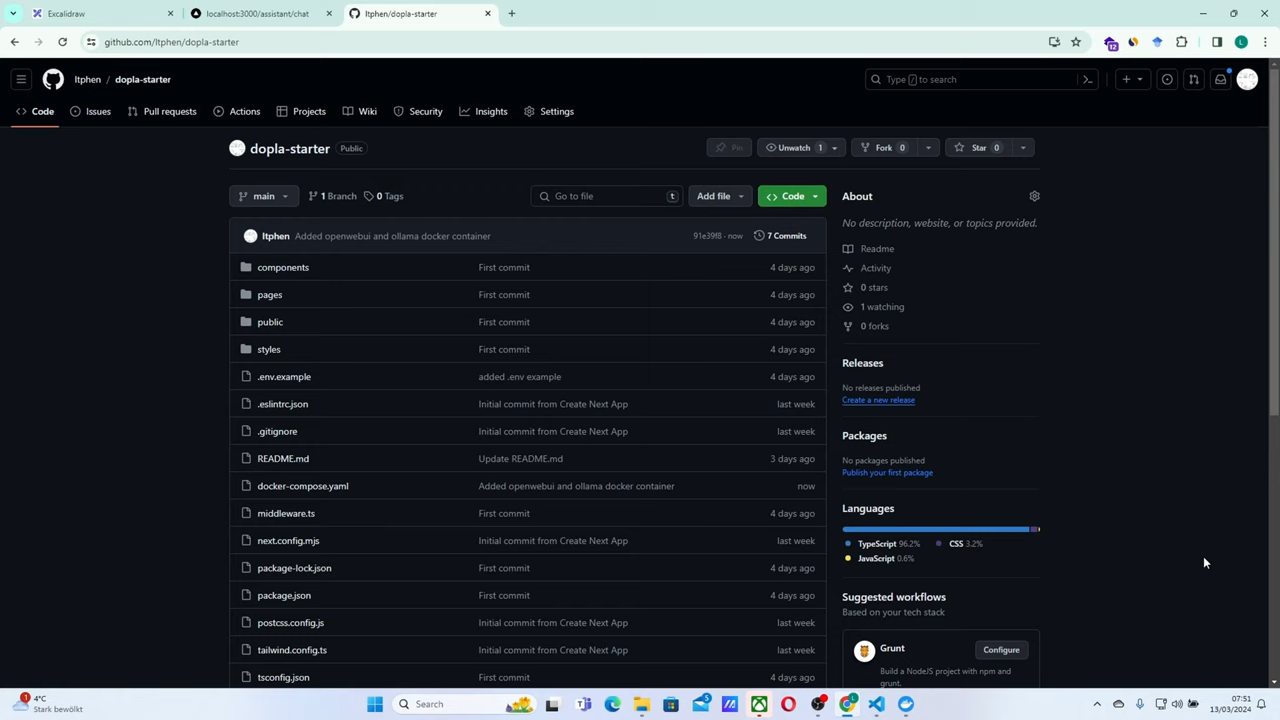 Excalidraw
localhost:3000/assistant/chat
ltphen/dopla-starter
github.com/ltphen/dopla-starter
12
L
ltphen / dopla-starter
Type / to search
Code
Issues
Pull requests
Actions
Projects
Wiki
Security
Insights
Settings
dopla-starter Public
Pin
Unwatch 1
Fork 0
Star 0
main
1 Branch
0 Tags
Go to file t
Add file
Code
ltphen Added openwebui and ollama docker container 91e39f8 · now 7 Commits
components First commit 4 days ago
pages First commit 4 days ago
public First commit 4 days ago
styles First commit 4 days ago
.env.example added .env example 4 days ago
.eslintrc.json Initial commit from Create Next App last week
.gitignore Initial commit from Create Next App last week
README.md Update README.md 3 days ago
docker-compose.yaml Added openwebui and ollama docker container now
middleware.ts First commit 4 days ago
next.config.mjs Initial commit from Create Next App last week
package-lock.json First commit 4 days ago
package.json First commit 4 days ago
postcss.config.js Initial commit from Create Next App last week
tailwind.config.ts Initial commit from Create Next App last week
tsconfig.json First commit 4 days ago
About
No description, website, or topics provided.
Readme
Activity
0 stars
1 watching
0 forks
Releases
No releases published
Create a new release
Packages
No packages published
Publish your first package
Languages
TypeScript 96.2%
CSS 3.2%
JavaScript 0.6%
Suggested workflows
Based on your tech stack
Grunt
Configure
Build a NodeJS project with npm and
grunt.
1
4°C
Stark bewölkt
Search
5
07:51
13/03/2024